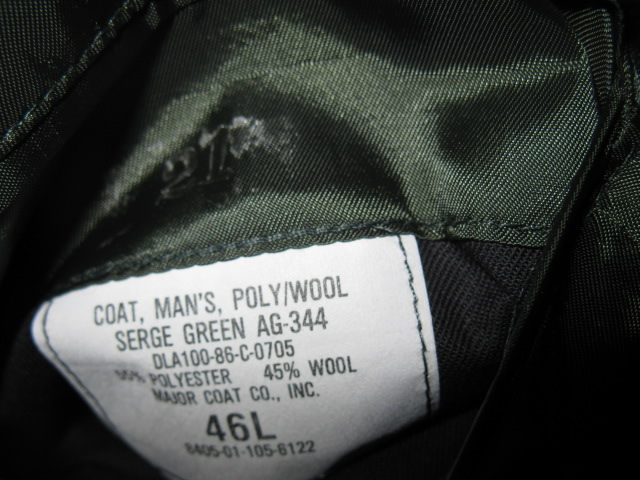 COAT, MAN'S, POLY/WOOL
SERGE GREEN AG-344
DLA100-86-C-0705
55% POLYESTER 45% WOOL
MAJOR COAT CO., INC.
46L
8405-01-105-6122